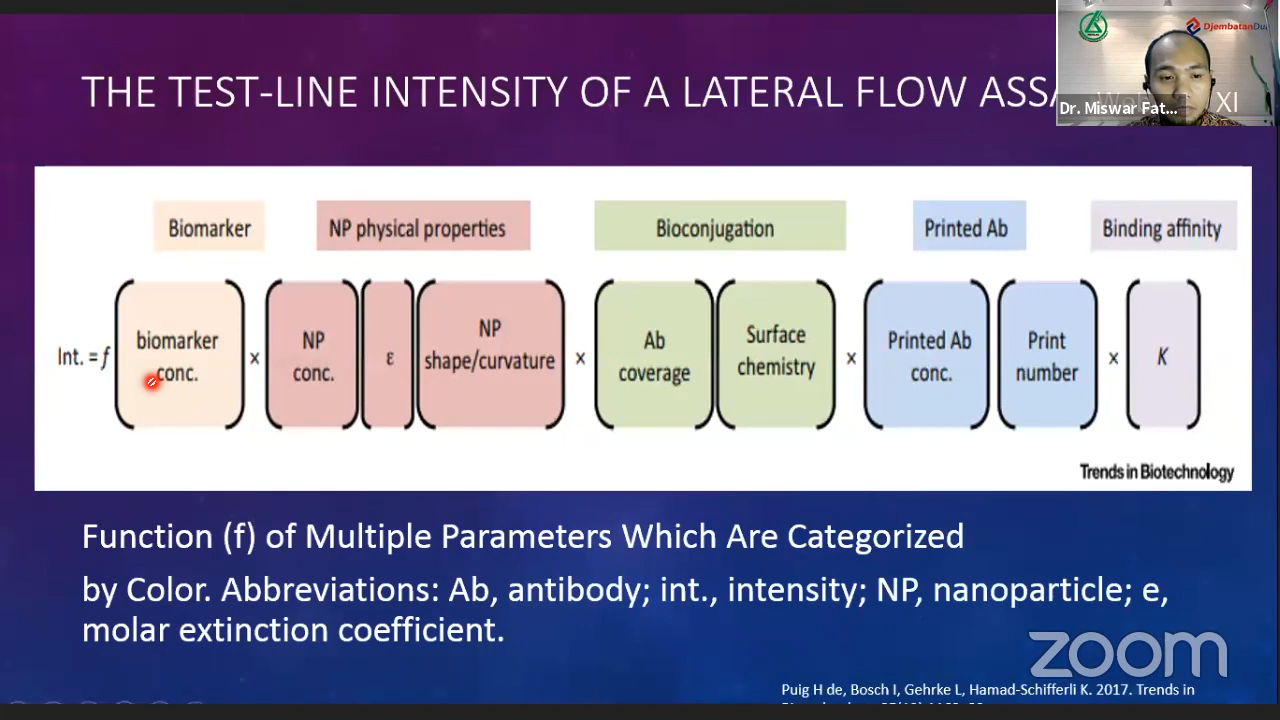 THE TEST-LINE INTENSITY OF A LATERAL FLOW ASSA
XI
DjembatanDu
Dr. Miswar Fat...
Biomarker
NP physical properties
Bioconjugation
Printed Ab
Binding affinity
Int. = f
biomarker
conc.
×
NP
conc.
ε
NP
shape/curvature
×
Ab
coverage
Surface
chemistry
×
Printed Ab
conc.
Print
number
×
K
Trends in Biotechnology
Function (f) of Multiple Parameters Which Are Categorized
by Color. Abbreviations: Ab, antibody; int., intensity; NP, nanoparticle; e,
molar extinction coefficient.
zoom
Puig H de, Bosch I, Gehrke L, Hamad-Schifferli K. 2017. Trends in